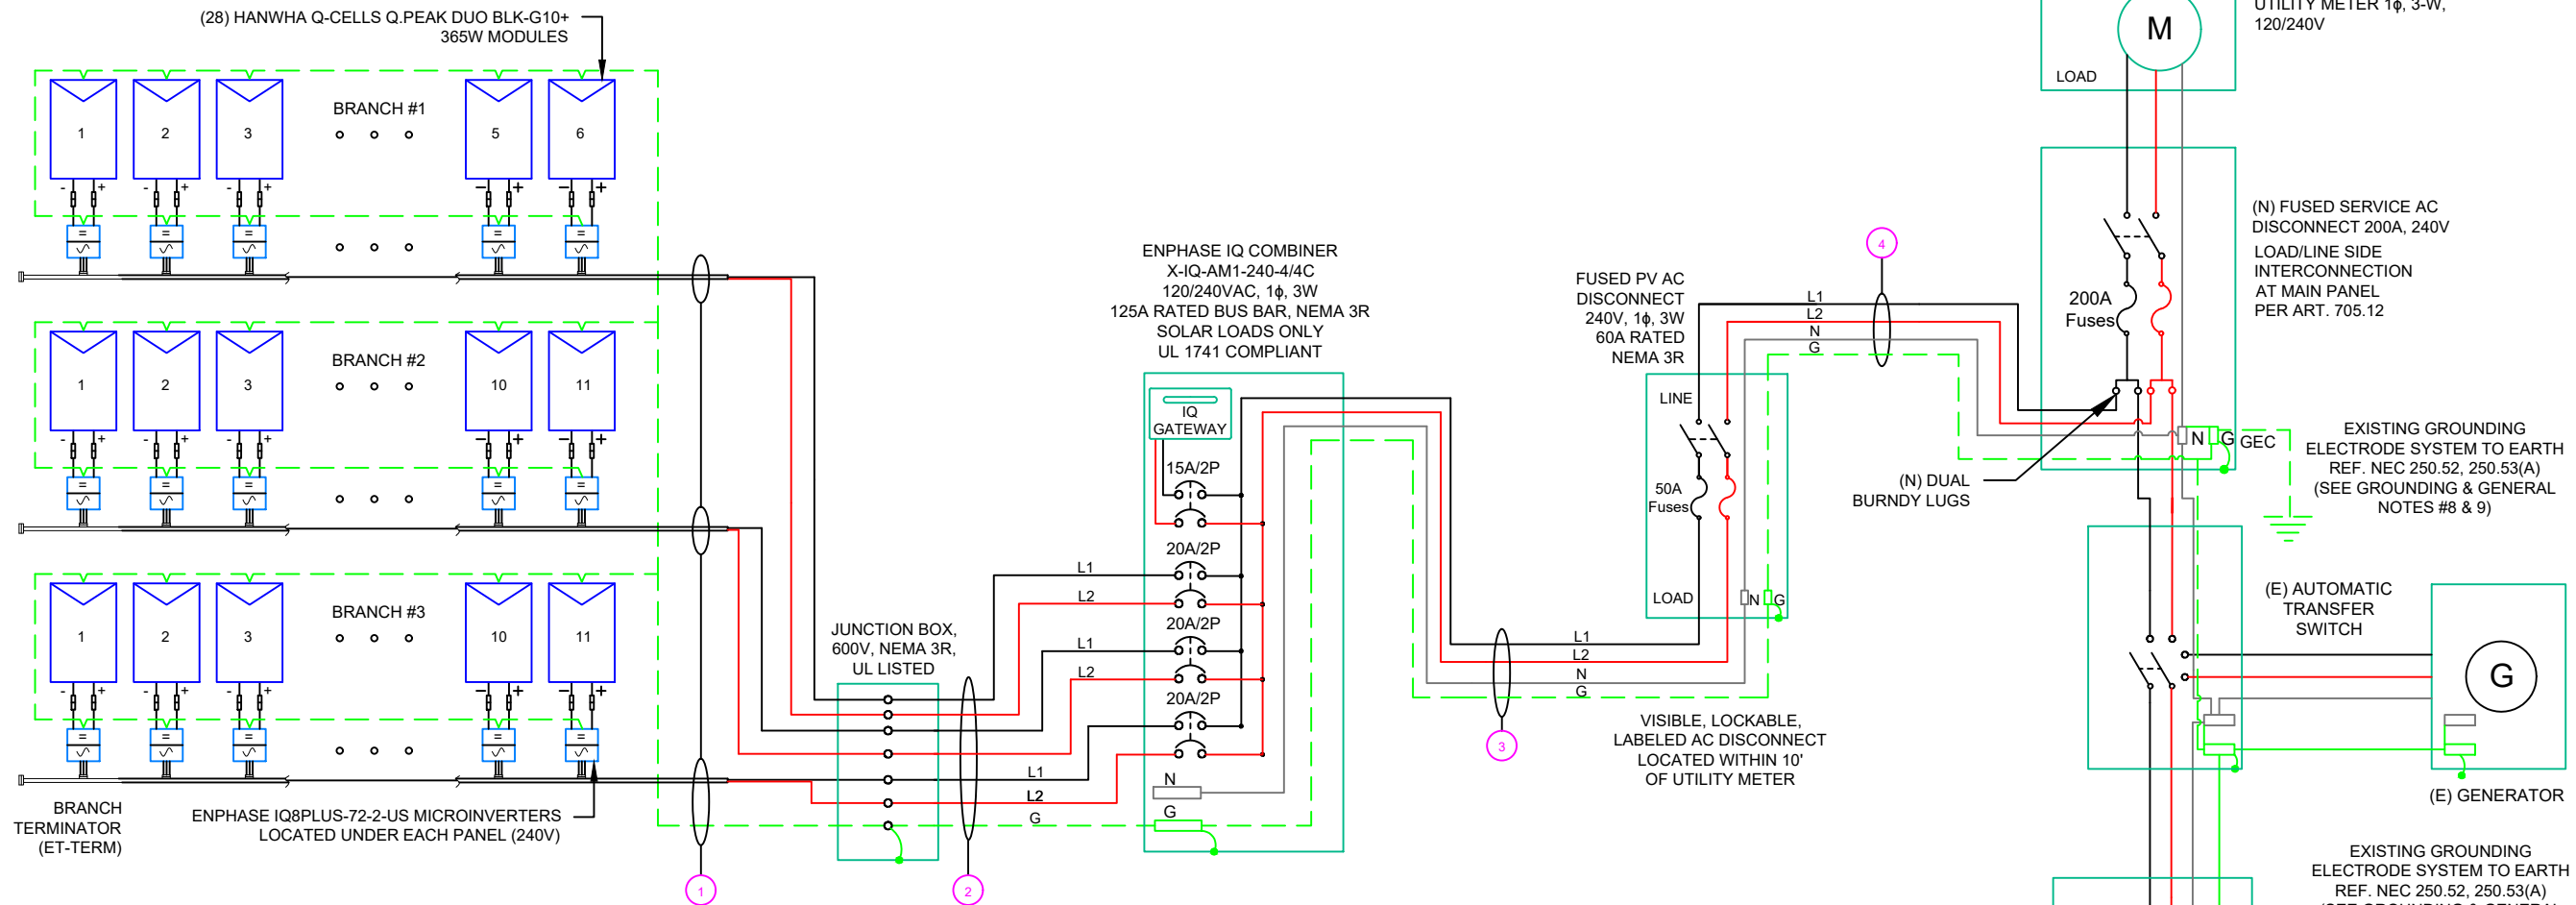 (28) HANWHA Q-CELLS Q.PEAK DUO BLK-G10+
365W MODULES
BRANCH #1
1
2
3
5
6
- +
- +
- +
- +
- +
BRANCH #2
1
2
3
10
11
- +
- +
- +
- +
- +
BRANCH #3
1
2
3
10
11
- +
- +
- +
- +
- +
BRANCH
TERMINATOR
(ET-TERM)
ENPHASE IQ8PLUS-72-2-US MICROINVERTERS
LOCATED UNDER EACH PANEL (240V)
1
JUNCTION BOX,
600V, NEMA 3R,
UL LISTED
2
L1
L2
L1
L2
L1
L2
G
ENPHASE IQ COMBINER
X-IQ-AM1-240-4/4C
120/240VAC, 1ϕ, 3W
125A RATED BUS BAR, NEMA 3R
SOLAR LOADS ONLY
UL 1741 COMPLIANT
IQ
GATEWAY
15A/2P
20A/2P
20A/2P
20A/2P
N
G
L1
L2
N
G
3
FUSED PV AC
DISCONNECT
240V, 1ϕ, 3W
60A RATED
NEMA 3R
LINE
50A
Fuses
LOAD
N
G
VISIBLE, LOCKABLE,
LABELED AC DISCONNECT
LOCATED WITHIN 10'
OF UTILITY METER
4
L1
L2
N
G
UTILITY METER 1ϕ, 3-W,
120/240V
M
LOAD
(N) FUSED SERVICE AC
DISCONNECT 200A, 240V
LOAD/LINE SIDE
INTERCONNECTION
AT MAIN PANEL
PER ART. 705.12
200A
Fuses
N
G
GEC
(N) DUAL
BURNDY LUGS
EXISTING GROUNDING
ELECTRODE SYSTEM TO EARTH
REF. NEC 250.52, 250.53(A)
(SEE GROUNDING & GENERAL
NOTES #8 & 9)
(E) AUTOMATIC
TRANSFER
SWITCH
G
(E) GENERATOR
EXISTING GROUNDING
ELECTRODE SYSTEM TO EARTH
REF. NEC 250.52, 250.53(A)
(SEE GROUNDING & GENERAL